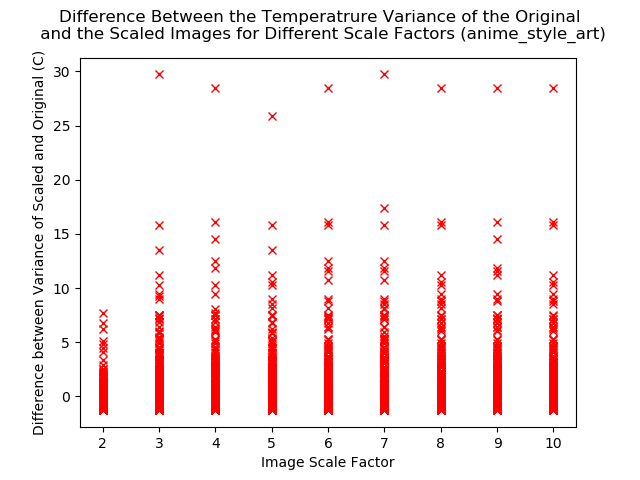 Difference Between the Temperatrure Variance of the Original
and the Scaled Images for Different Scale Factors (anime_style_art)
Difference between Variance of Scaled and Original (C)
30
25
20
15
10
5
0
2 3 4 5 6 7 8 9 10
Image Scale Factor